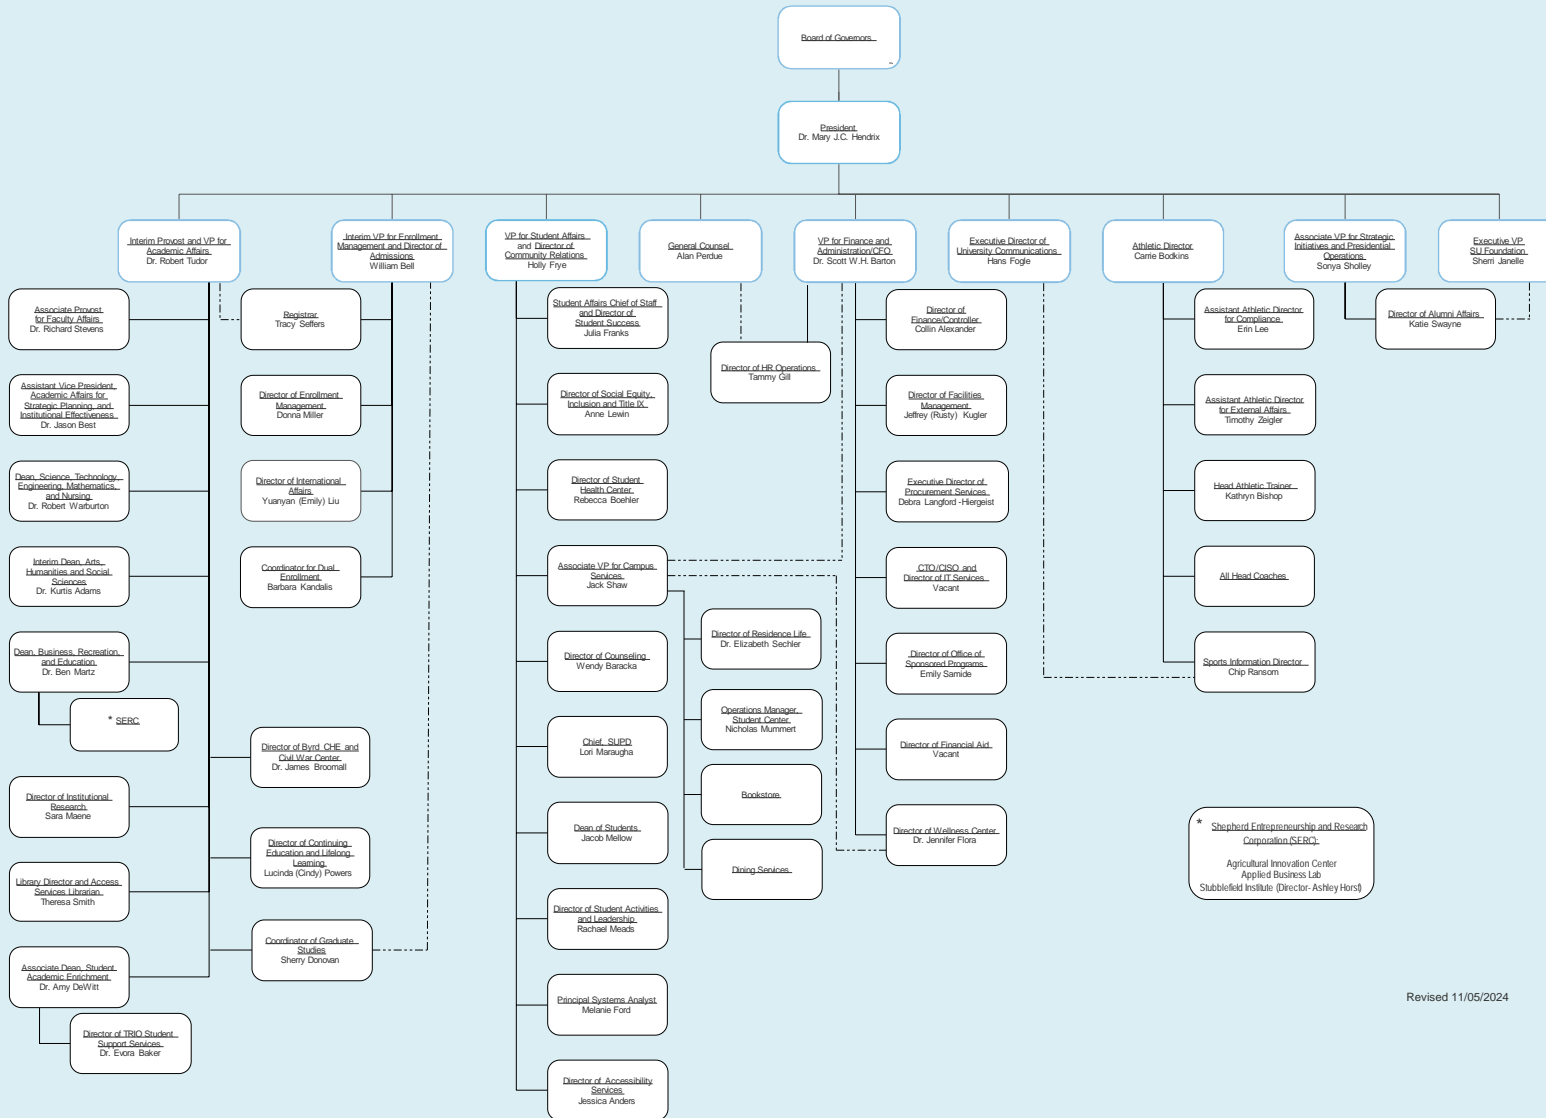 Board of Governors
President
Dr. Mary J.C. Hendrix
Interim Provost and VP for
Academic Affairs
Dr. Robert Tudor
Interim VP for Enrollment
Management and Director of
Admissions
William Bell
VP for Student Affairs
and Director of
Community Relations
Holly Frye
General Counsel
Alan Perdue
VP for Finance and
Administration/CFO
Dr. Scott W.H. Barton
Executive Director of
University Communications
Hans Fogle
Athletic Director
Carrie Bodkins
Associate VP for Strategic
Initiatives and Presidential
Operations
Sonya Sholley
Executive VP
SU Foundation
Sherri Janelle
Associate Provost
for Faculty Affairs
Dr. Richard Stevens
Assistant Vice President,
Academic Affairs for
Strategic Planning, and
Institutional Effectiveness
Dr. Jason Best
Dean, Science, Technology,
Engineering, Mathematics,
and Nursing
Dr. Robert Warburton
Interim Dean, Arts,
Humanities and Social
Sciences
Dr. Kurtis Adams
Dean, Business, Recreation,
and Education
Dr. Ben Martz
* SERC
Director of Institutional
Research
Sara Maene
Library Director and Access
Services Librarian
Theresa Smith
Associate Dean, Student
Academic Enrichment
Dr. Amy DeWitt
Director of TRIO Student
Support Services
Dr. Evora Baker
Registrar
Tracy Seffers
Director of Enrollment
Management
Donna Miller
Director of International
Affairs
Yuanyan (Emily) Liu
Coordinator for Dual
Enrollment
Barbara Kandalis
Director of Byrd CHE and
Civil War Center
Dr. James Broomall
Director of Continuing
Education and Lifelong
Learning
Lucinda (Cindy) Powers
Coordinator of Graduate
Studies
Sherry Donovan
Student Affairs Chief of Staff
and Director of
Student Success
Julia Franks
Director of Social Equity,
Inclusion and Title IX
Anne Lewin
Director of Student
Health Center
Rebecca Boehler
Associate VP for Campus
Services
Jack Shaw
Director of Counseling
Wendy Baracka
Chief, SUPD
Lori Maraugha
Dean of Students
Jacob Mellow
Director of Student Activities
and Leadership
Rachael Meads
Principal Systems Analyst
Melanie Ford
Director of Accessibility
Services
Jessica Anders
Director of HR Operations
Tammy Gill
Director of Residence Life
Dr. Elizabeth Sechler
Operations Manager,
Student Center
Nicholas Mummert
Bookstore
Dining Services
Director of
Finance/Controller
Collin Alexander
Director of Facilities
Management
Jeffrey (Rusty) Kugler
Executive Director of
Procurement Services
Debra Langford -Hiergeist
CTO/CISO and
Director of IT Services
Vacant
Director of Office of
Sponsored Programs
Emily Samide
Director of Financial Aid
Vacant
Director of Wellness Center
Dr. Jennifer Flora
Assistant Athletic Director
for Compliance
Erin Lee
Assistant Athletic Director
for External Affairs
Timothy Zeigler
Head Athletic Trainer
Kathryn Bishop
All Head Coaches
Sports Information Director
Chip Ransom
Director of Alumni Affairs
Katie Swayne
* Shepherd Entrepreneurship and Research
Corporation (SERC):
Agricultural Innovation Center
Applied Business Lab
Stubblefield Institute (Director- Ashley Horst)
Revised 11/05/2024